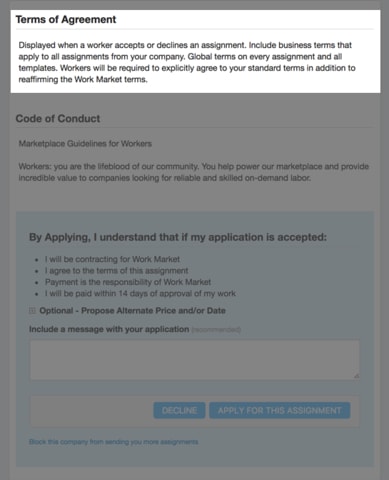 Terms of Agreement
Displayed when a worker accepts or declines an assignment. Include business terms that
apply to all assignments from your company. Global terms on every assignment and all
templates. Workers will be required to explicitly agree to your standard terms in addition to
reaffirming the Work Market terms.
Code of Conduct
Marketplace Guidelines for Workers
Workers: you are the lifeblood of our community. You help power our marketplace and provide
incredible value to companies looking for reliable and skilled on-demand labor.
By Applying, I understand that if my application is accepted:
• I will be contracting for Work Market
• I agree to the terms of this assignment
• Payment is the responsibility of Work Market
• I will be paid within 14 days of approval of my work
Optional - Propose Alternate Price and/or Date
Include a message with your application (recommended)
DECLINE APPLY FOR THIS ASSIGNMENT
Block this company from sending you more assignments.